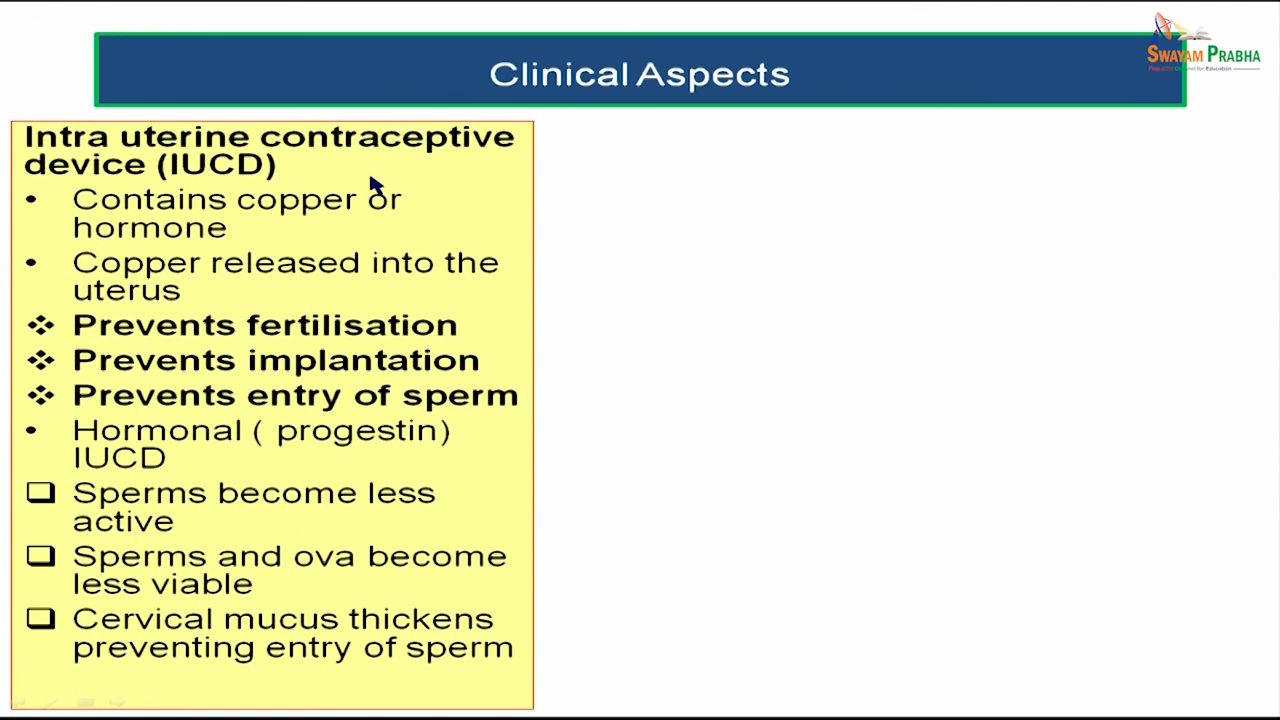 SWAYAM PRABHA
Clinical Aspects
Intra uterine contraceptive
device (IUCD)
• Contains copper or
hormone
• Copper released into the
uterus
❖ Prevents fertilisation
❖ Prevents implantation
❖ Prevents entry of sperm
• Hormonal ( progestin)
IUCD
❑ Sperms become less
active
❑ Sperms and ova become
less viable
❑ Cervical mucus thickens
preventing entry of sperm